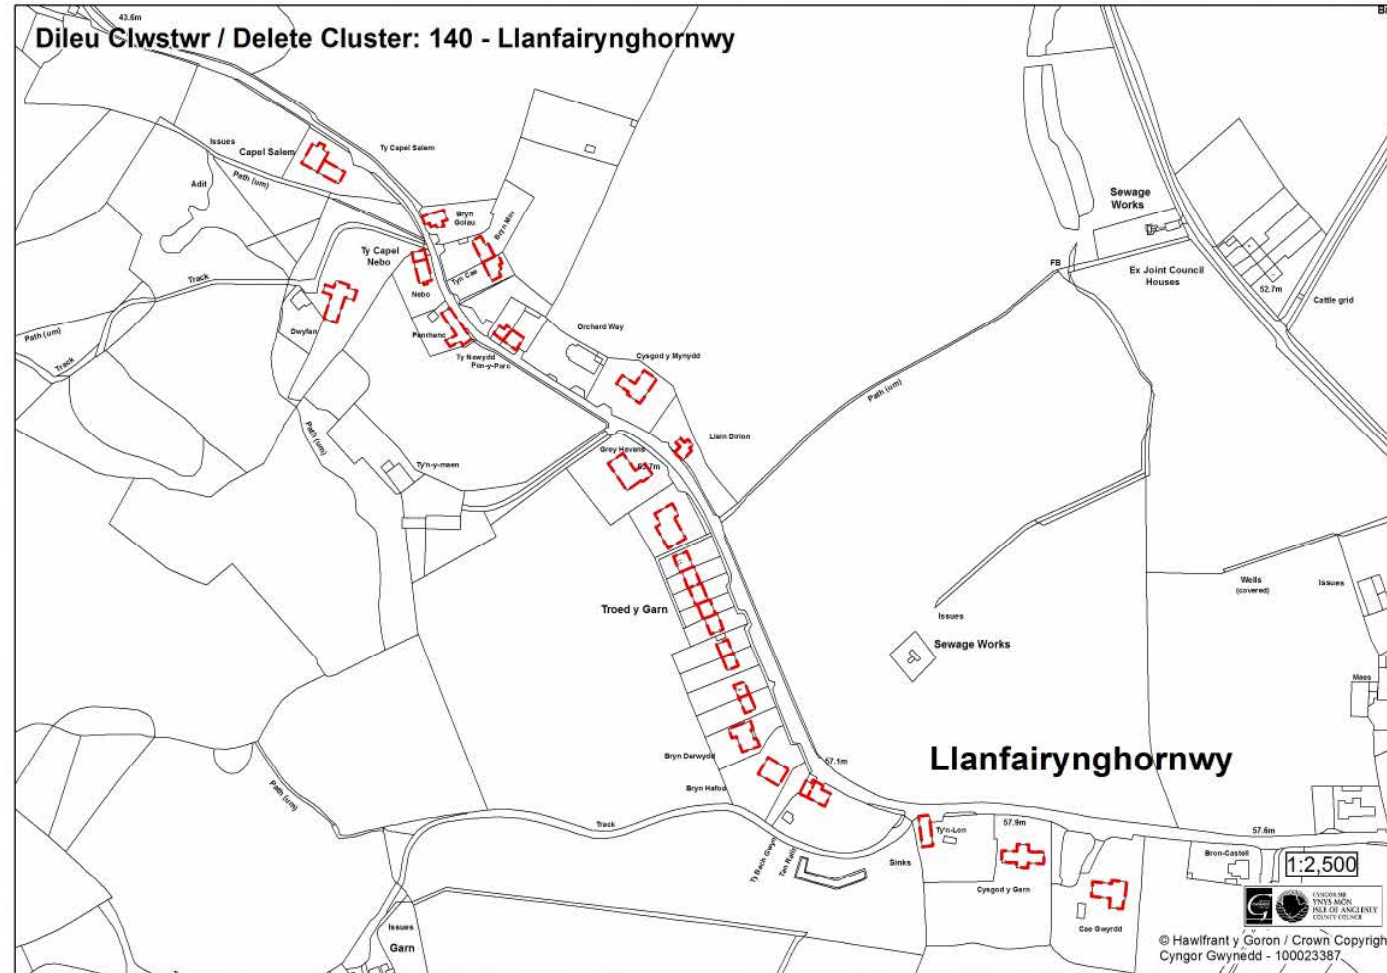 43.6m
Dileu Clwstwr / Delete Cluster: 140 - Llanfairynghornwy
Issues
Capel Salem
Ty Capel Salem
Path (um)
Adit
Bryn
Golau
Bryn Mor
Sewage
Works
Ty Capel
Nebo
Tyn Cae
FB
Ex Joint Council
Houses
Track
Nebo
52.7m
Cattle grid
Dwyfan
Penrhenc
Orchard Way
Path (um)
Track
Ty Newydd
Pen-y-Parc
Cysgod y Mynydd
Path (um)
Path (um)
Llain Dirion
Grey Havens
Ty'n-y-maen
Wells
(covered)
Issues
Troed y Garn
Issues
Sewage Works
Maes
Bryn Derwydd
57.1m
Llanfairynghornwy
Bryn Hafod
Path (um)
Track
57.9m
Ty'n-Lon
57.6m
Ty Bach Gwyn
Tan Rallt
Sinks
Bron-Castell
1:2,500
Cysgod y Garn
CYNGOR SIR
YNYS MÔN
ISLE OF ANGLESEY
COUNTY COUNCIL
Issues
Garn
Cae Gwyrdd
© Hawlfrant y Goron / Crown Copyrigh
Cyngor Gwynedd - 100023387